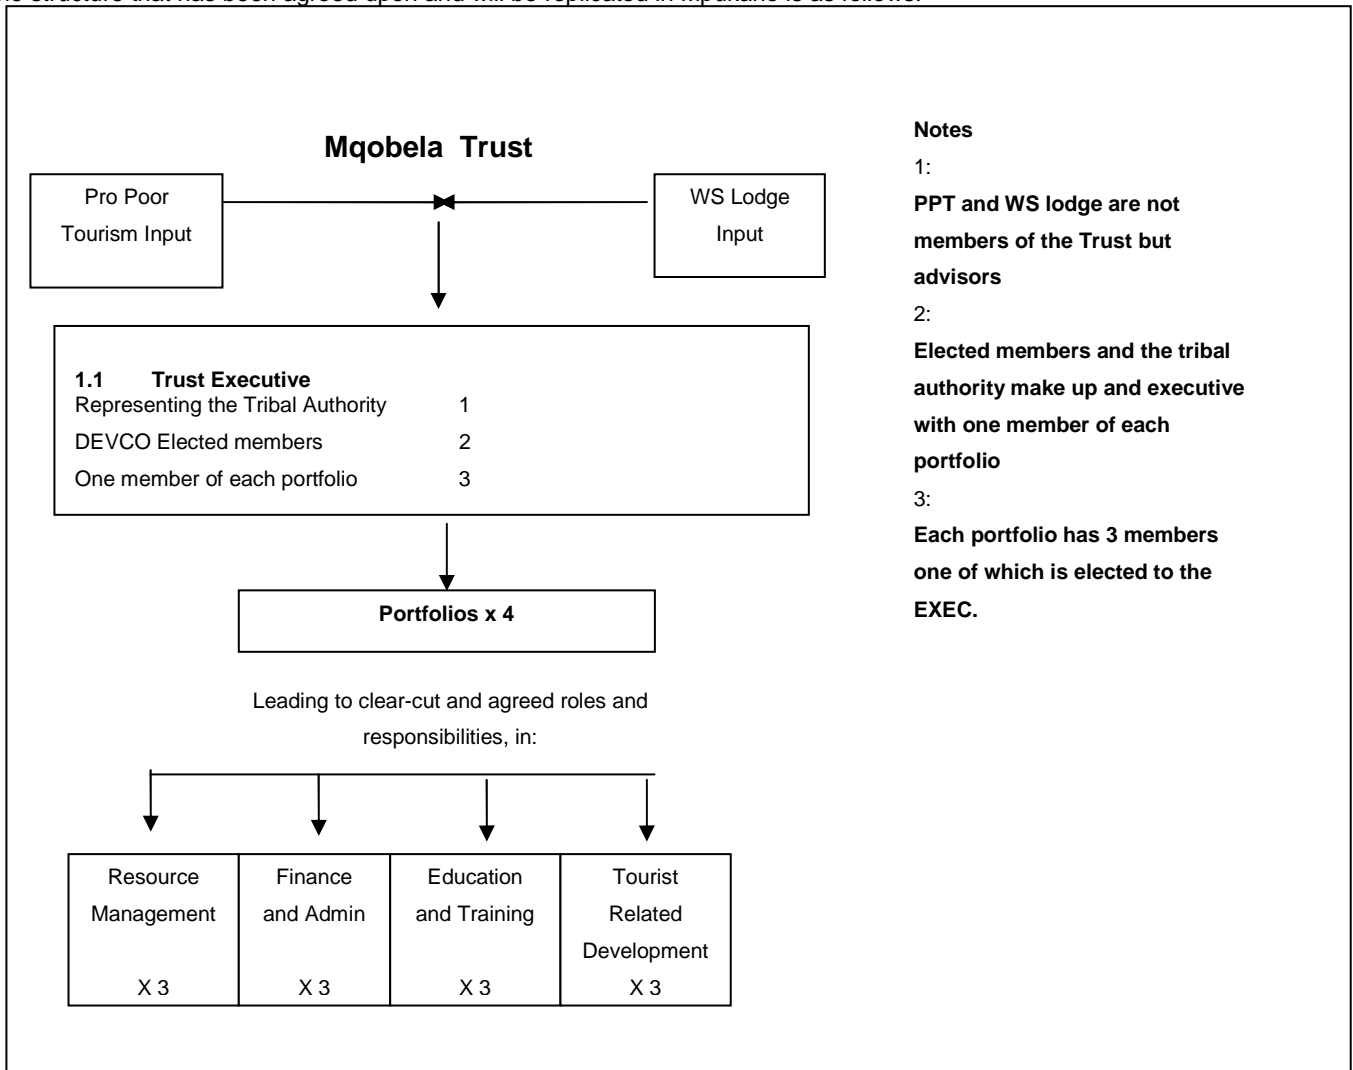 Mqobela Trust
Pro Poor
Tourism Input
WS Lodge
Input
1.1 Trust Executive
Representing the Tribal Authority 1
DEVCO Elected members 2
One member of each portfolio 3
Portfolios x 4
Leading to clear-cut and agreed roles and
responsibilities, in:
Resource
Management
X 3
Finance
and Admin
X 3
Education
and Training
X 3
Tourist
Related
Development
X 3
Notes
1:
PPT and WS lodge are not
members of the Trust but
advisors
2:
Elected members and the tribal
authority make up and executive
with one member of each
portfolio
3:
Each portfolio has 3 members
one of which is elected to the
EXEC.